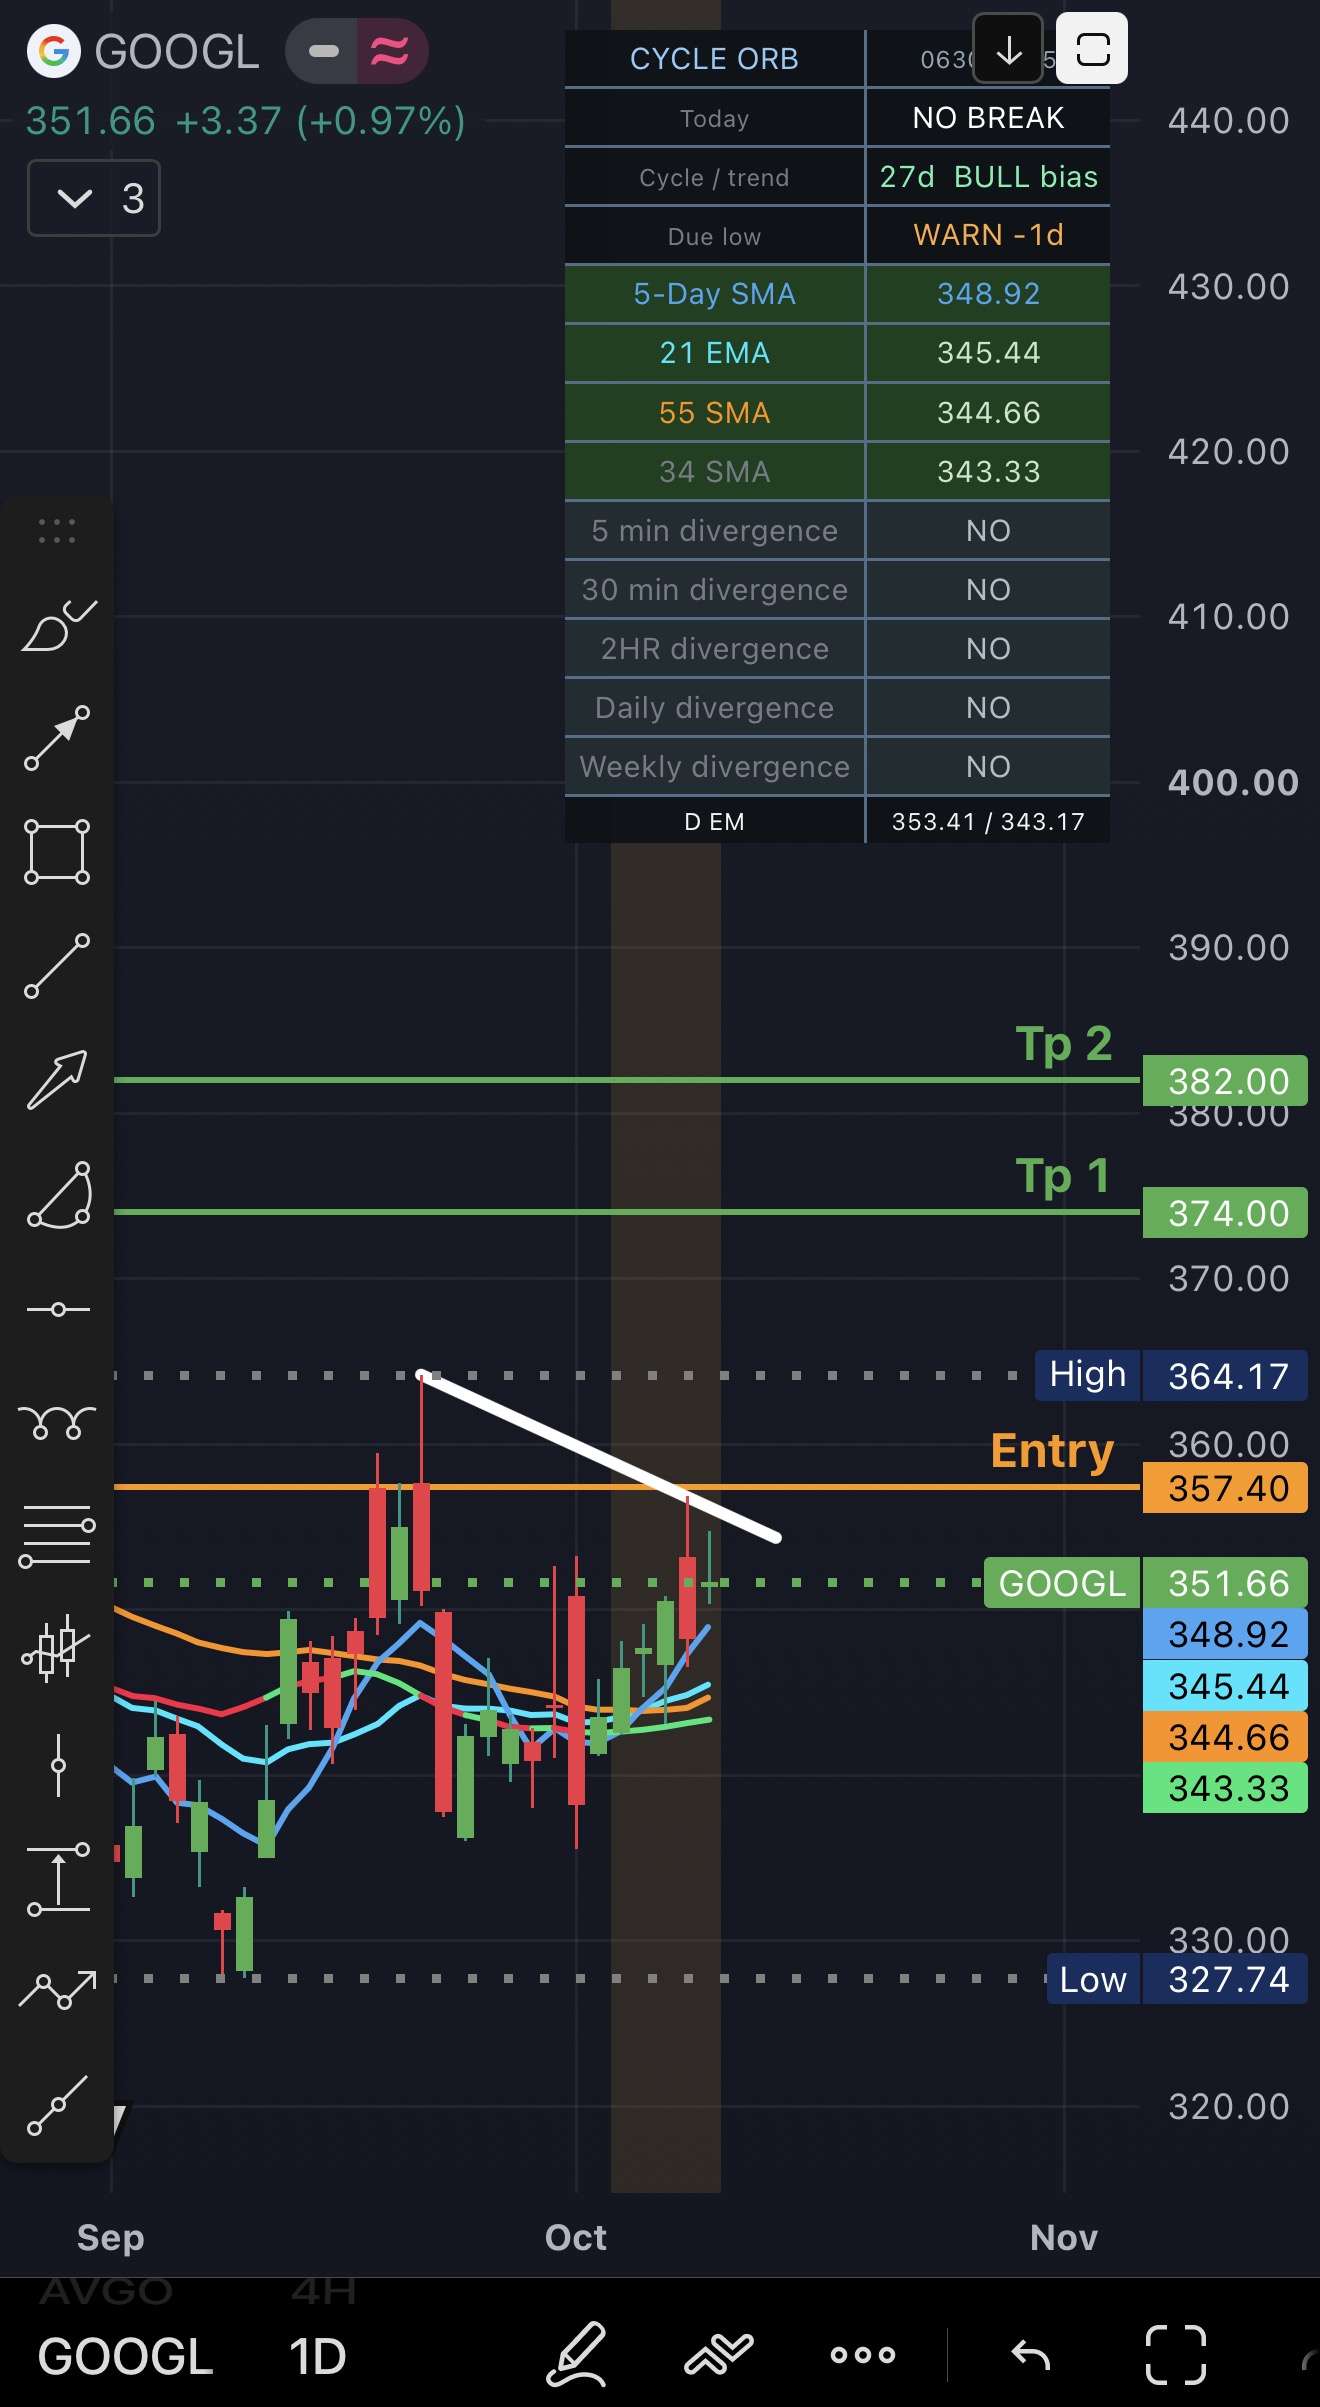 GOOGL
351.66 +3.37 (+0.97%)
3
CYCLE ORB
Today NO BREAK
Cycle / trend 27d BULL bias
Due low WARN -1d
5-Day SMA 348.92
21 EMA 345.44
55 SMA 344.66
34 SMA 343.33
5 min divergence NO
30 min divergence NO
2HR divergence NO
Daily divergence NO
Weekly divergence NO
D EM 353.41 / 343.17
440.00
430.00
420.00
410.00
400.00
390.00
Tp 2 382.00
380.00
Tp 1 374.00
370.00
High 364.17
360.00
Entry 357.40
GOOGL 351.66
348.92
345.44
344.66
343.33
330.00
Low 327.74
320.00
Sep Oct Nov
AVGO 4H
GOOGL 1D